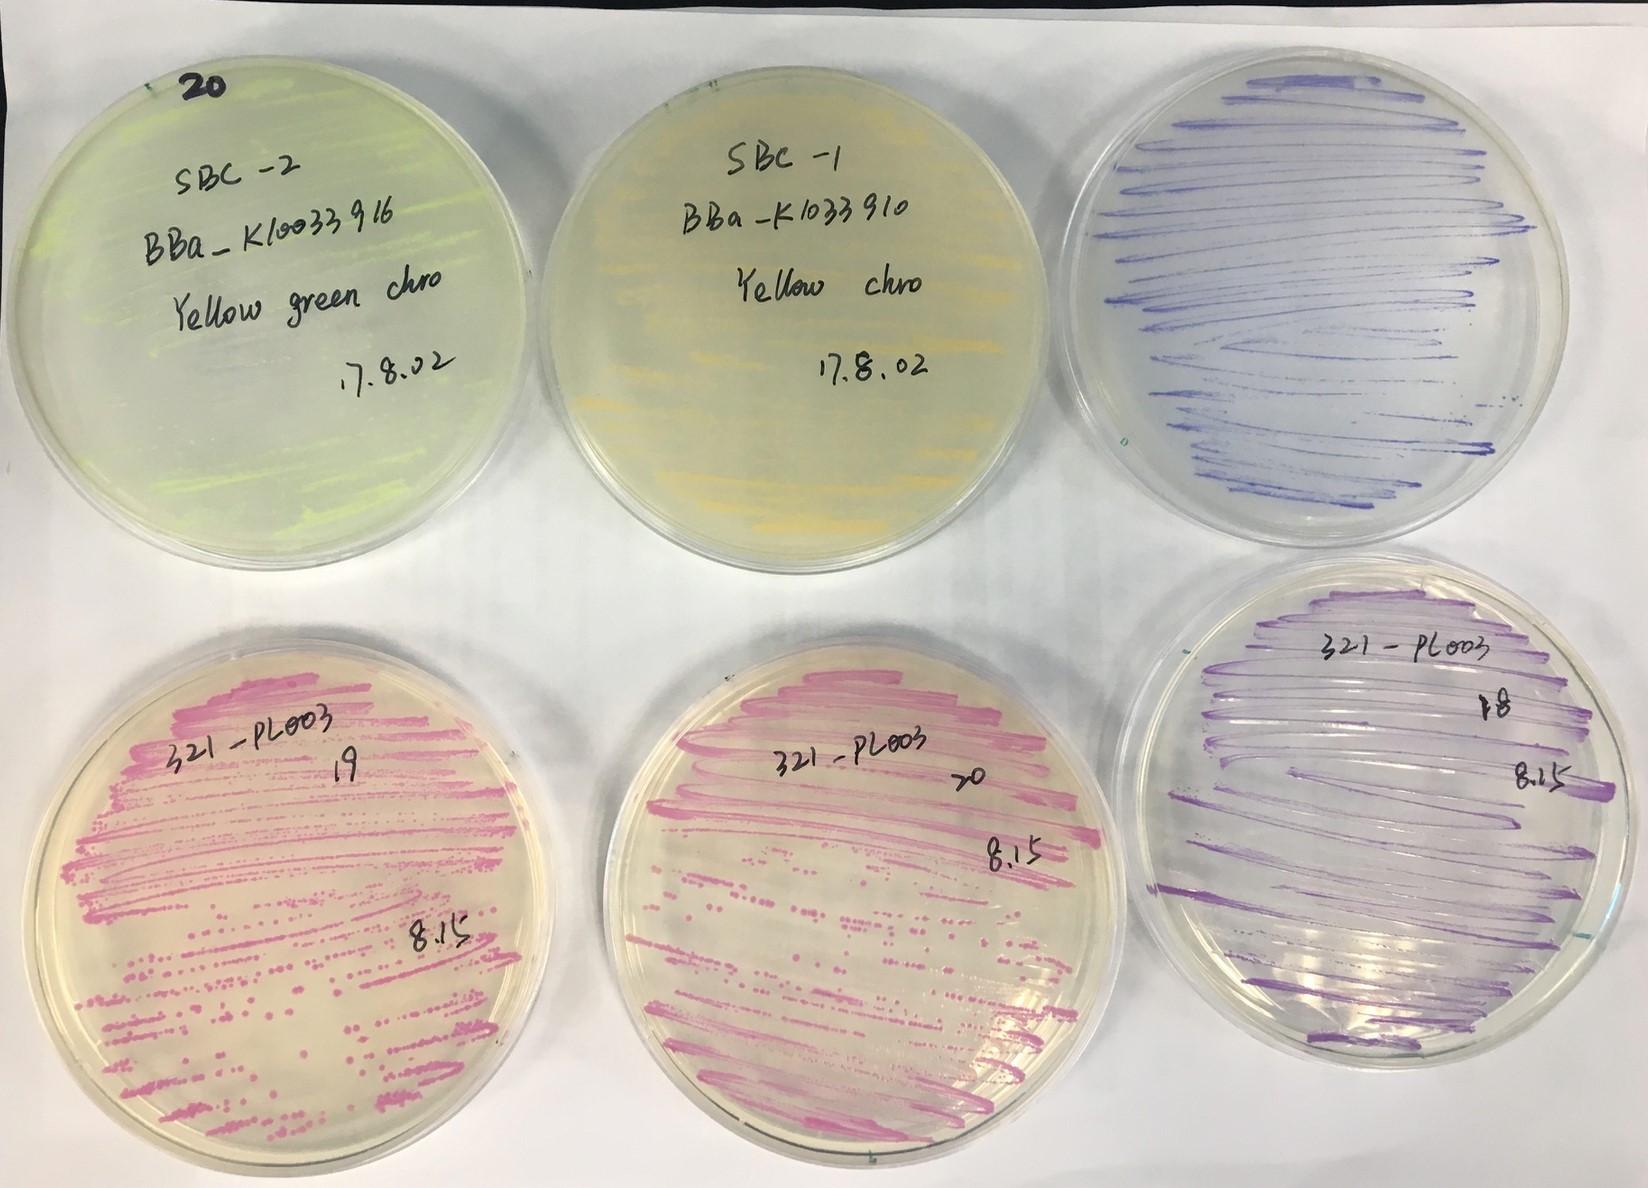 20
SBC -2
BBa_K10033916
Yellow green chro
17.8.02
SBC -1
BBa_K1033910
Yellow chro
17.8.02
321-PL003
19
8.15
321-PL003
20
8.15
321-PL003
18
8.15